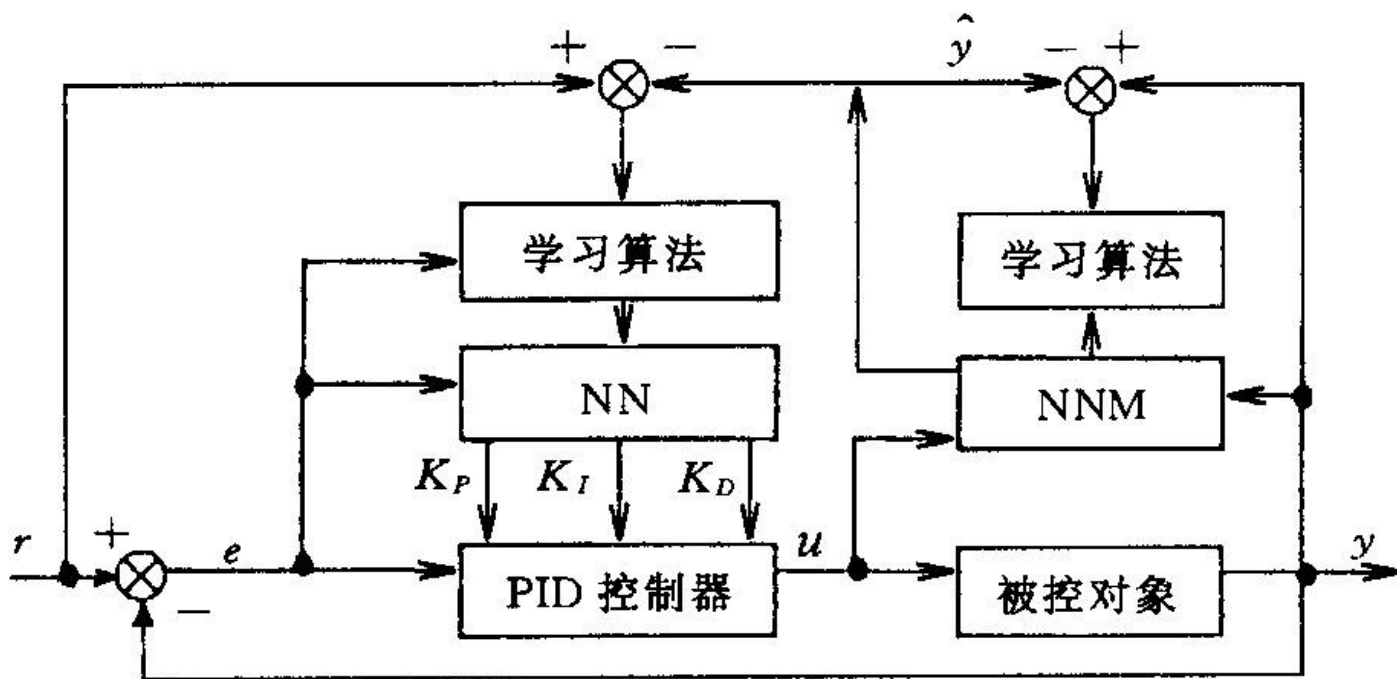 + − ŷ − +
学习算法 学习算法
NN NNM
K_P K_I K_D
r + − e PID 控制器 u 被控对象 y